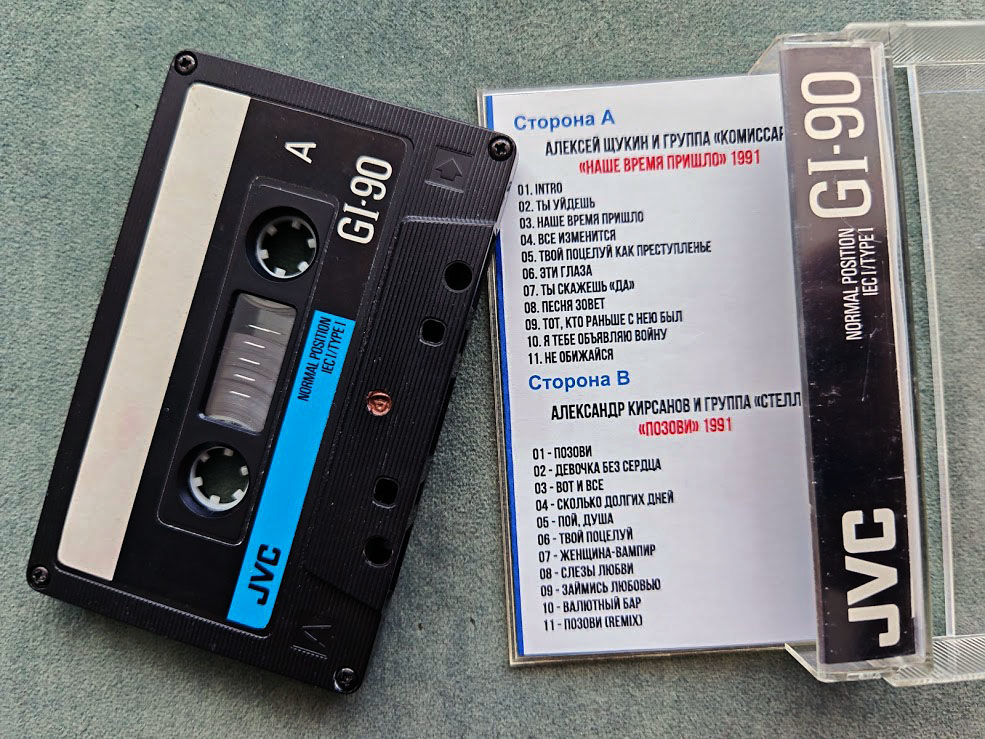 A
GI-90
NORMAL POSITION
IEC I/TYPE I
JVC
Сторона А
АЛЕКСЕЙ ЩУКИН И ГРУППА «КОМИССАР
«НАШЕ ВРЕМЯ ПРИШЛО» 1991
01. INTRO
02. ТЫ УЙДЕШЬ
03. НАШЕ ВРЕМЯ ПРИШЛО
04. ВСЕ ИЗМЕНИТСЯ
05. ТВОЙ ПОЦЕЛУЙ КАК ПРЕСТУПЛЕНЬЕ
06. ЭТИ ГЛАЗА
07. ТЫ СКАЖЕШЬ «ДА»
08. ПЕСНЯ ЗОВЕТ
09. ТОТ, КТО РАНЬШЕ С НЕЮ БЫЛ
10. Я ТЕБЕ ОБЪЯВЛЯЮ ВОЙНУ
11. НЕ ОБИЖАЙСЯ
Сторона В
АЛЕКСАНДР КИРСАНОВ И ГРУППА «СТЕЛЛ
«ПОЗОВИ» 1991
01 - ПОЗОВИ
02 - ДЕВОЧКА БЕЗ СЕРДЦА
03 - ВОТ И ВСЕ
04 - СКОЛЬКО ДОЛГИХ ДНЕЙ
05 - ПОЙ, ДУША
06 - ТВОЙ ПОЦЕЛУЙ
07 - ЖЕНЩИНА-ВАМПИР
08 - СЛЕЗЫ ЛЮБВИ
09 - ЗАЙМИСЬ ЛЮБОВЬЮ
10 - ВАЛЮТНЫЙ БАР
11 - ПОЗОВИ (REMIX)
GI-90
NORMAL POSITION
IEC I/TYPE I
JVC